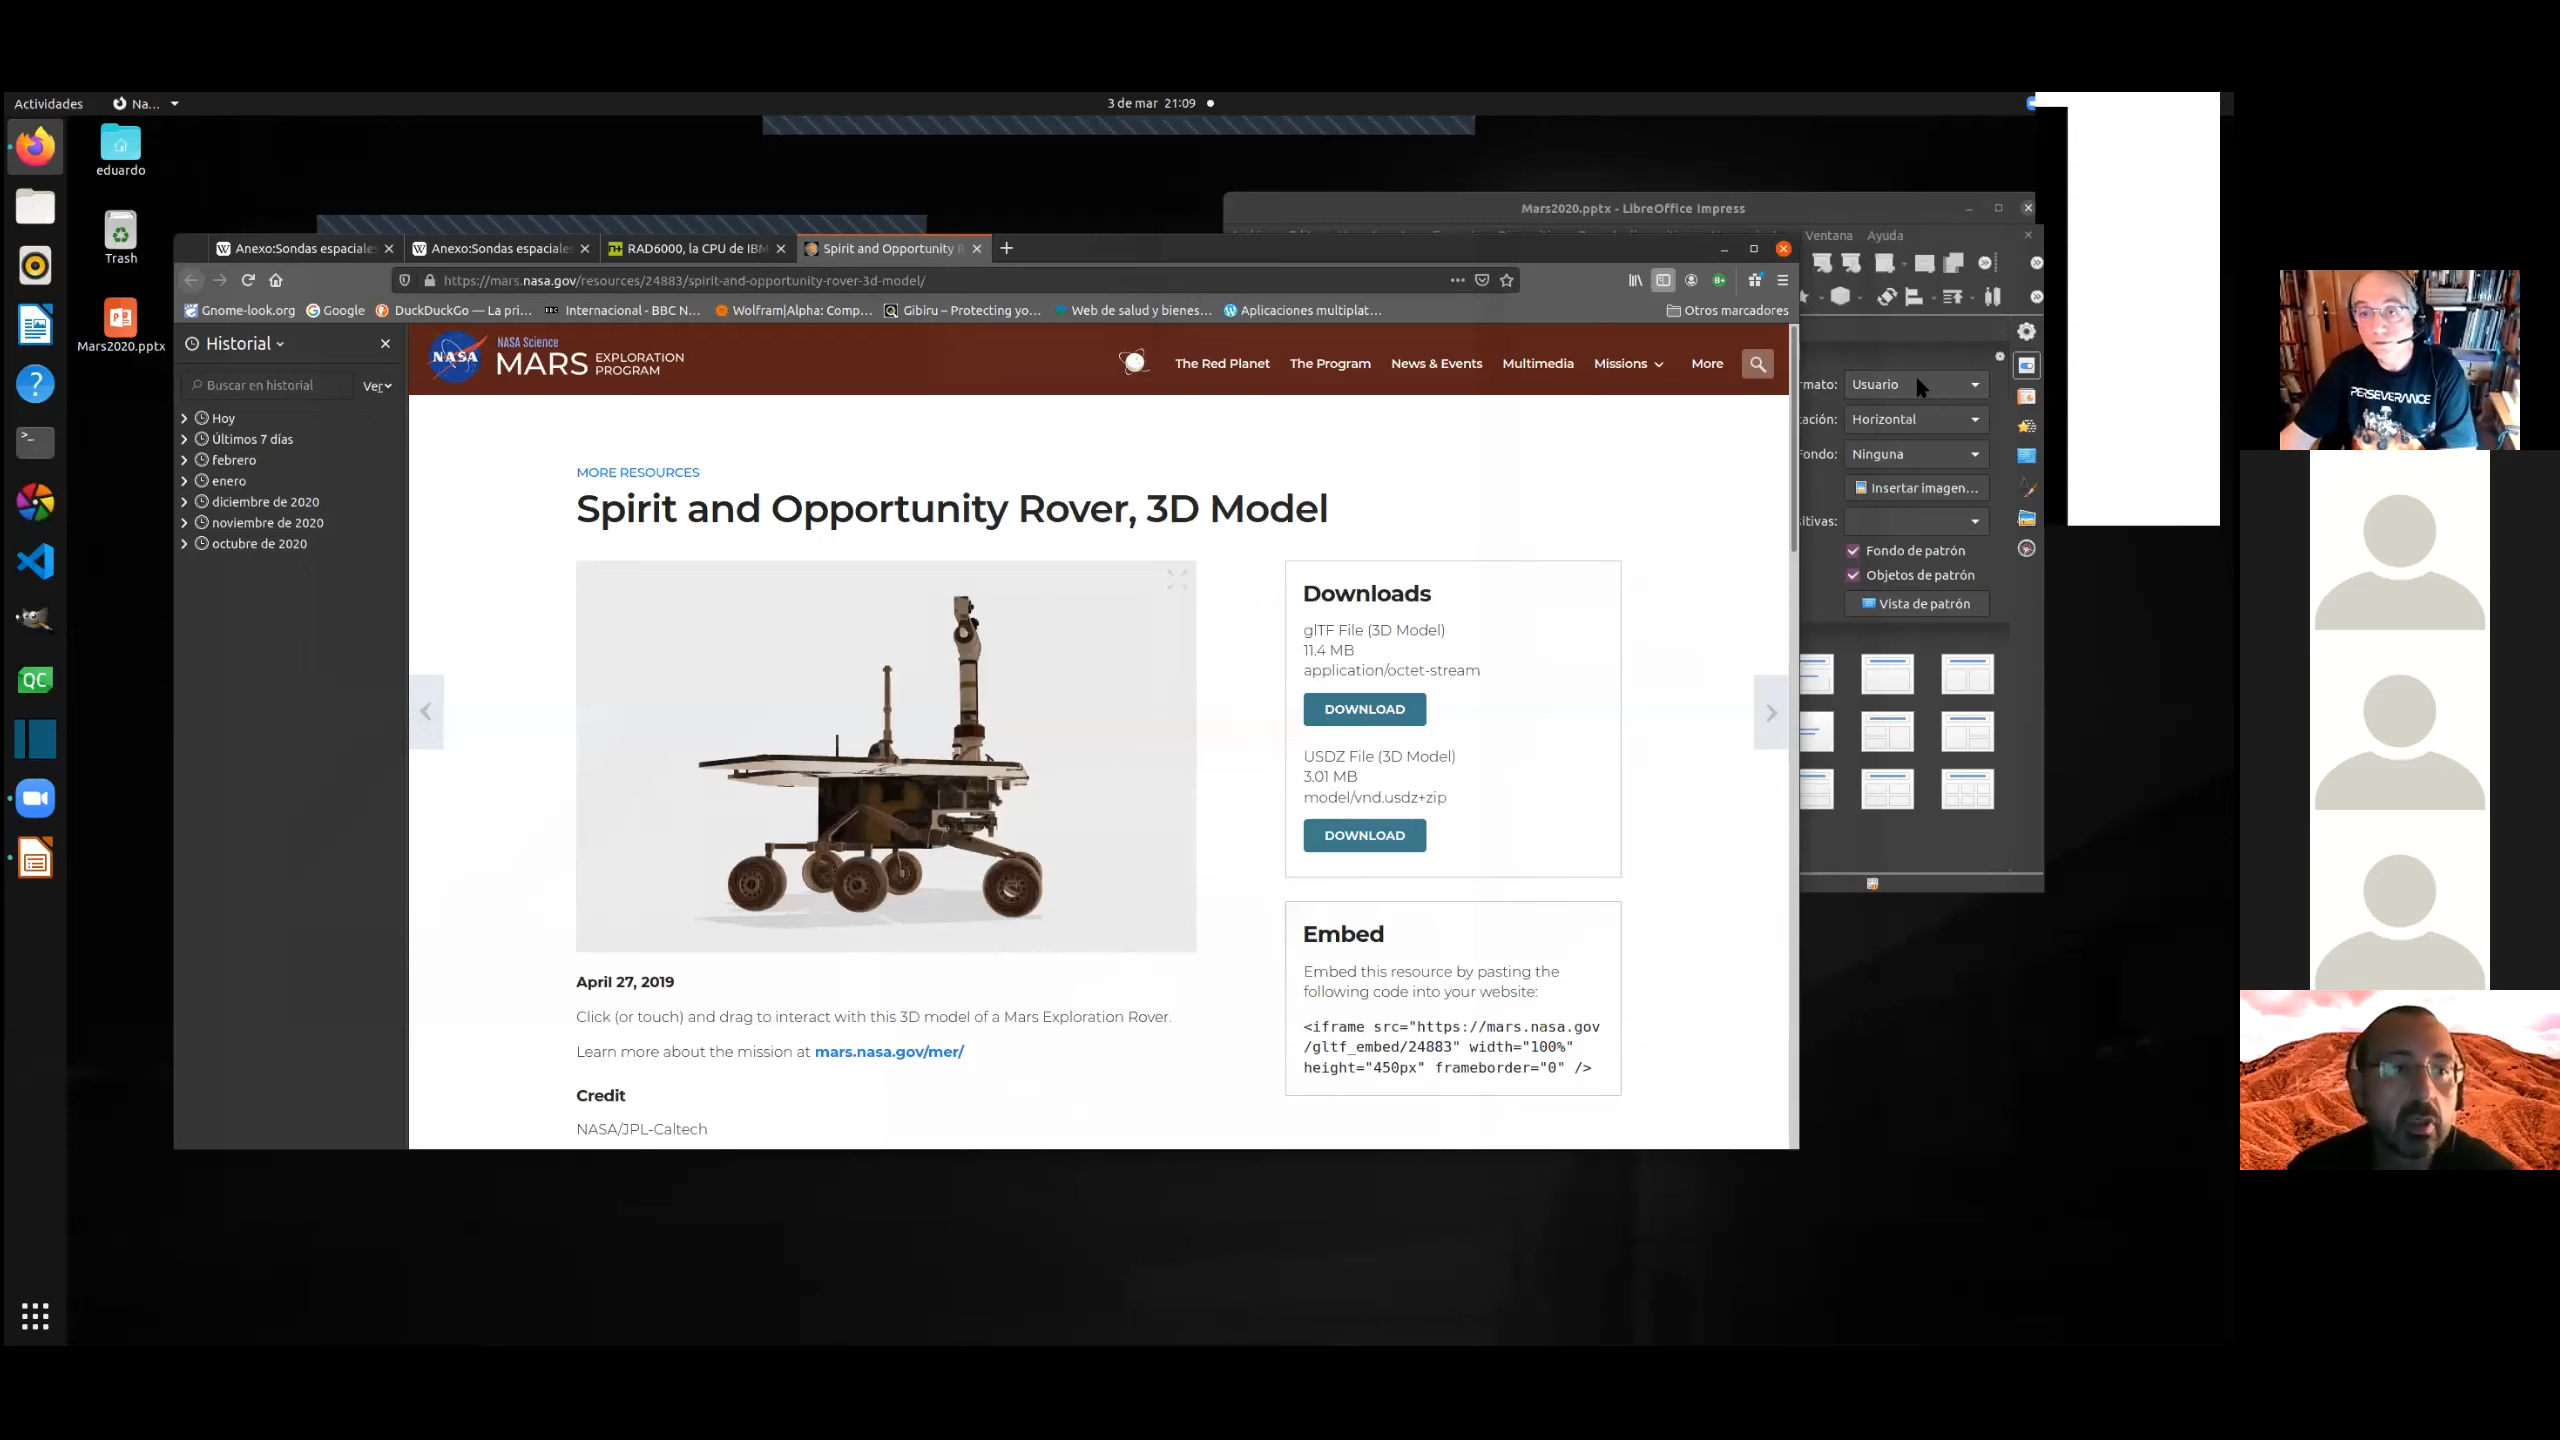 Actividades
Na...
3 de mar 21:09
eduardo
Trash
Mars2020.pptx
Mars2020.pptx - LibreOffice Impress
Ventana
Ayuda
Anexo:Sondas espaciales
Anexo:Sondas espaciales
RAD6000, la CPU de IBM
Spirit and Opportunity
https://mars.nasa.gov/resources/24883/spirit-and-opportunity-rover-3d-model/
Gnome-look.org
Google
DuckDuckGo — La pri...
Internacional - BBC N...
Wolfram|Alpha: Comp...
Gibiru – Protecting yo...
Web de salud y bienes...
Aplicaciones multiplat...
Otros marcadores
Historial
Buscar en historial
Ver
Hoy
Últimos 7 días
febrero
enero
diciembre de 2020
noviembre de 2020
octubre de 2020
NASA
NASA Science
MARS
EXPLORATION
PROGRAM
The Red Planet
The Program
News & Events
Multimedia
Missions
More
MORE RESOURCES
Spirit and Opportunity Rover, 3D Model
Downloads
glTF File (3D Model)
11.4 MB
application/octet-stream
DOWNLOAD
USDZ File (3D Model)
3.01 MB
model/vnd.usdz+zip
DOWNLOAD
Embed
Embed this resource by pasting the
following code into your website:
<iframe src="https://mars.nasa.gov
/gltf_embed/24883" width="100%"
height="450px" frameborder="0" />
April 27, 2019
Click (or touch) and drag to interact with this 3D model of a Mars Exploration Rover.
Learn more about the mission at mars.nasa.gov/mer/
Credit
NASA/JPL-Caltech
rmato:
Usuario
ación:
Horizontal
Fondo:
Ninguna
Insertar imagen...
sitivas:
Fondo de patrón
Objetos de patrón
Vista de patrón
QC
PERSEVERANCE